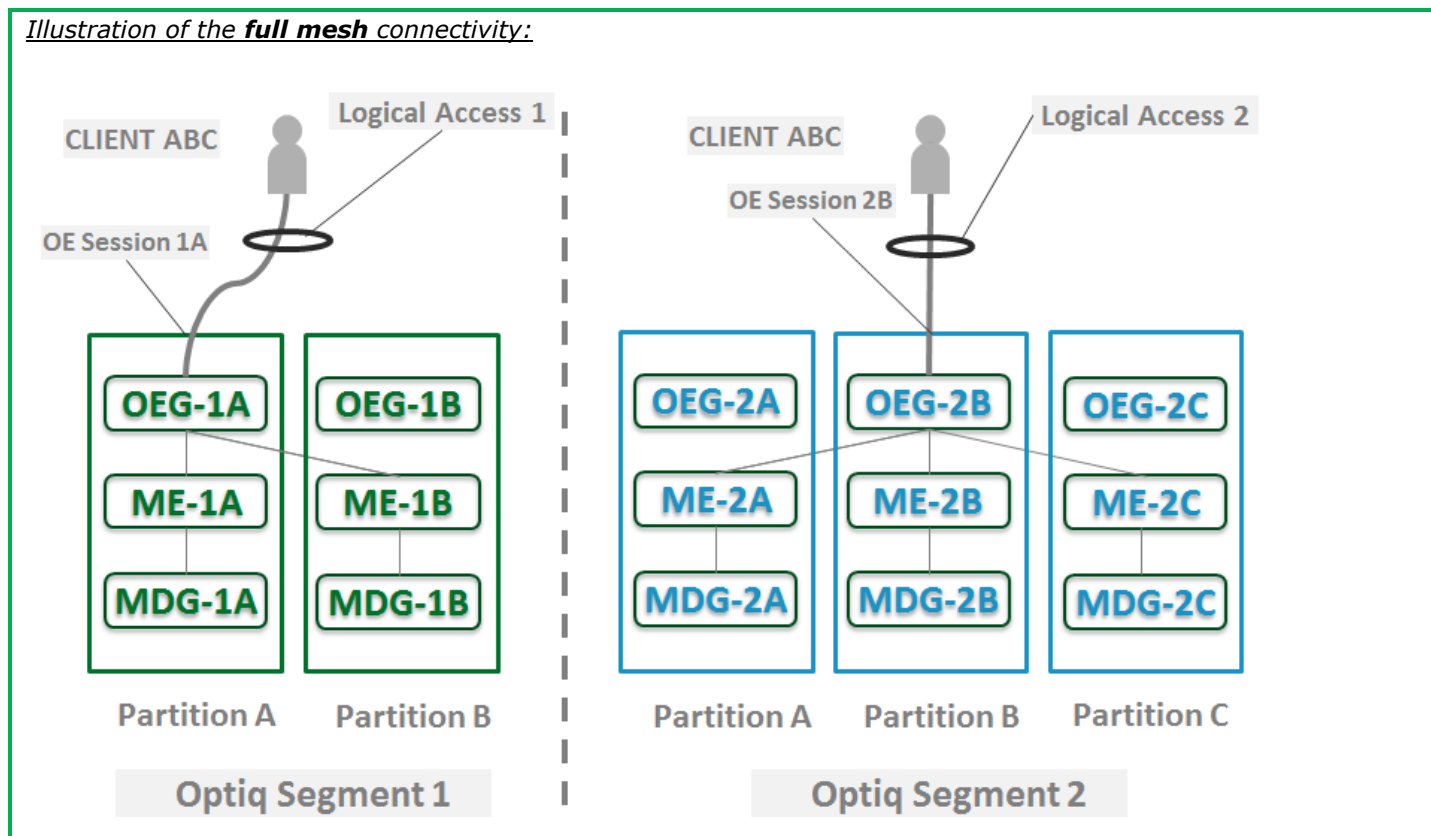 Illustration of the full mesh connectivity:
Logical Access 1
CLIENT ABC
OE Session 1A
OEG-1A
OEG-1B
ME-1A
ME-1B
MDG-1A
MDG-1B
Partition A
Partition B
Optiq Segment 1
Logical Access 2
CLIENT ABC
OE Session 2B
OEG-2A
OEG-2B
OEG-2C
ME-2A
ME-2B
ME-2C
MDG-2A
MDG-2B
MDG-2C
Partition A
Partition B
Partition C
Optiq Segment 2